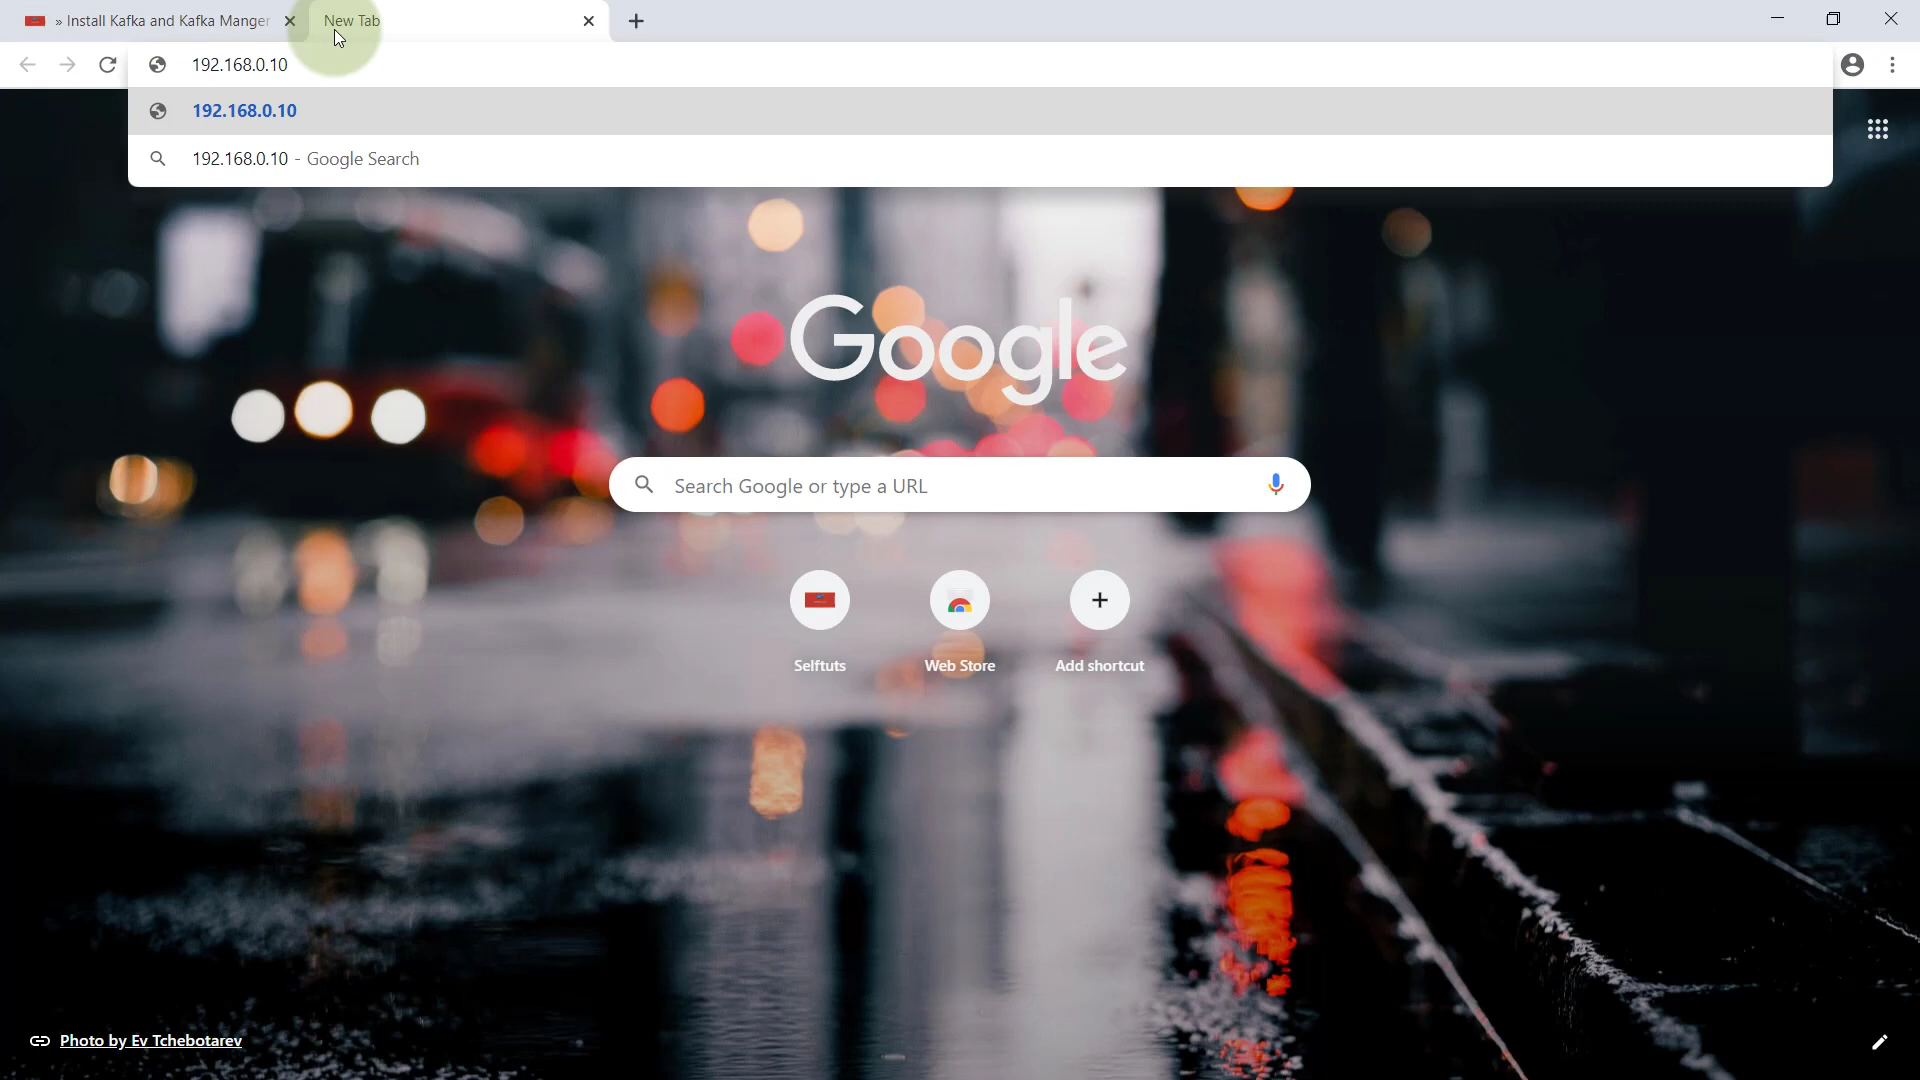 » Install Kafka and Kafka Manger
New Tab
192.168.0.10
192.168.0.10
192.168.0.10 - Google Search
Google
Search Google or type a URL
Selftuts
Web Store
Add shortcut
Photo by Ev Tchebotarev